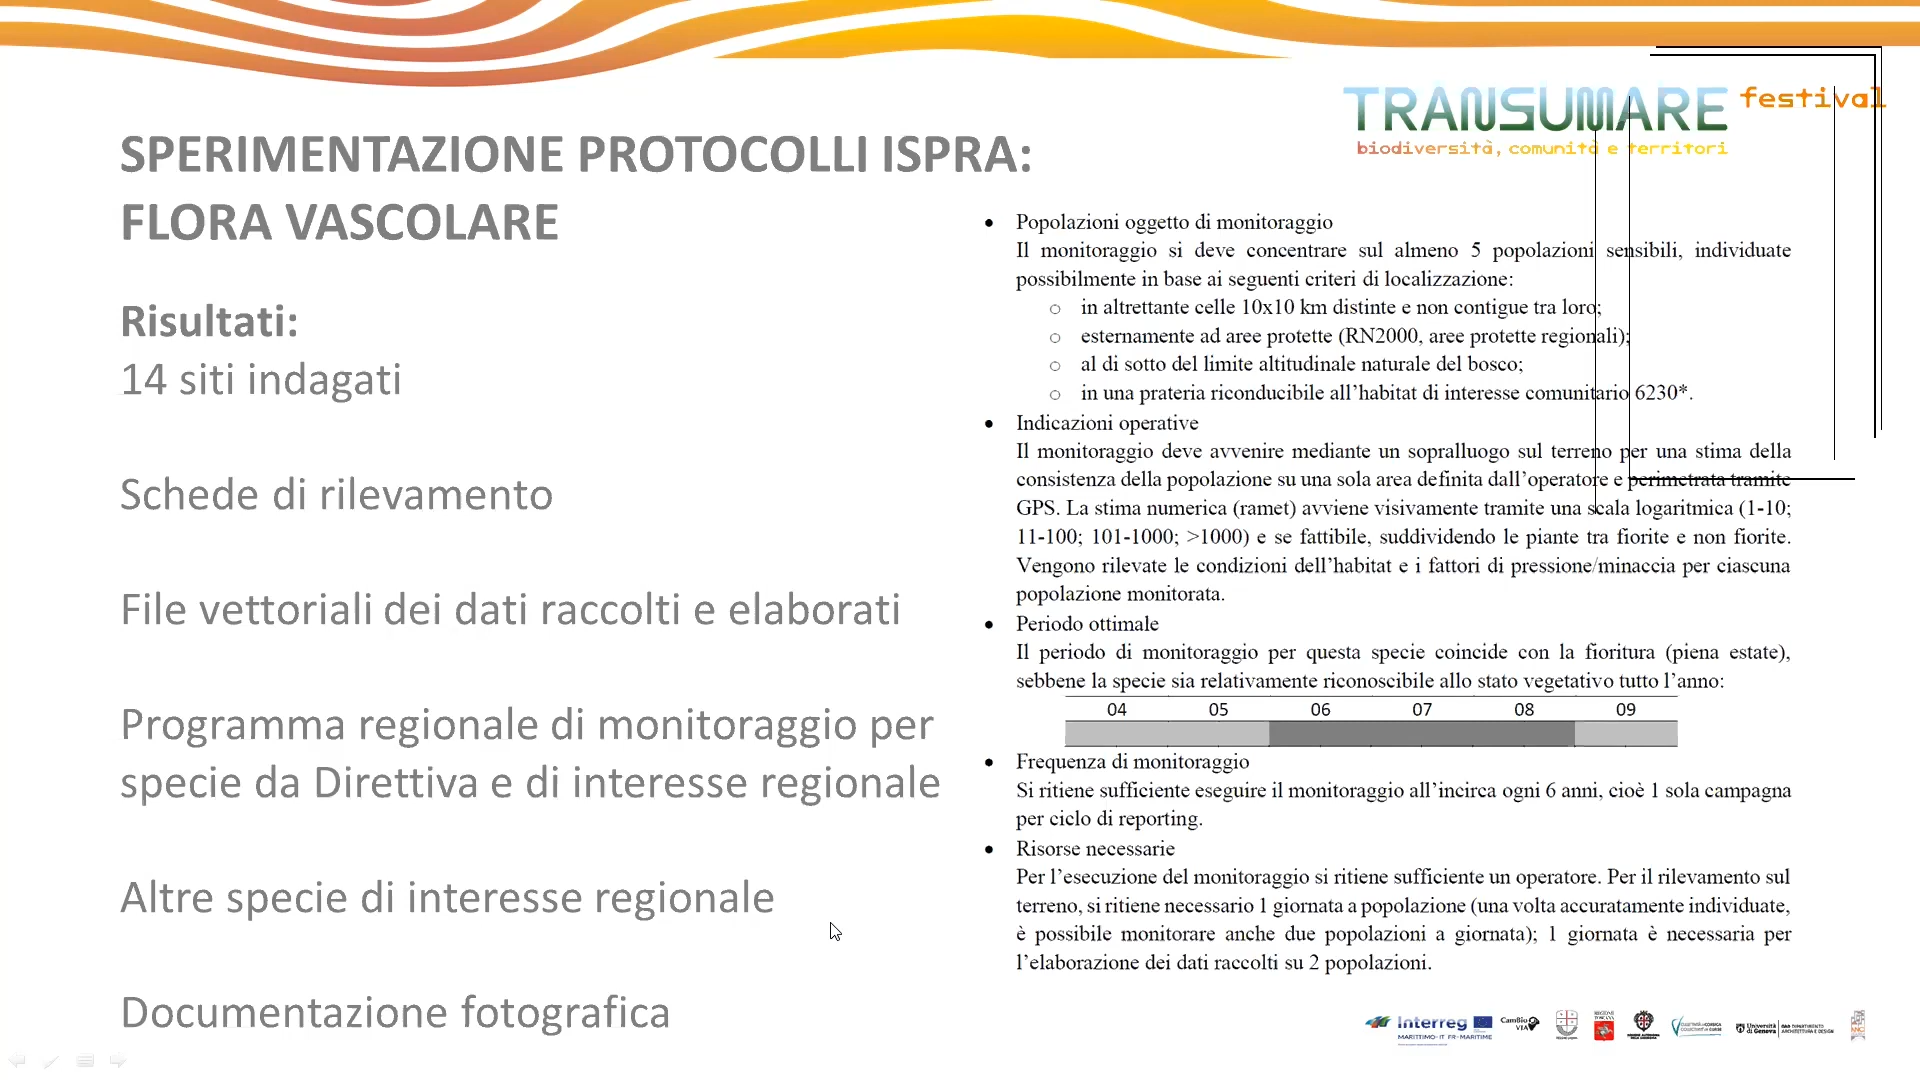 TRANSUMARE festival
biodiversità, comunità e territori
SPERIMENTAZIONE PROTOCOLLI ISPRA:
FLORA VASCOLARE
Risultati:
14 siti indagati
Schede di rilevamento
File vettoriali dei dati raccolti e elaborati
Programma regionale di monitoraggio per
specie da Direttiva e di interesse regionale
Altre specie di interesse regionale
Documentazione fotografica
• Popolazioni oggetto di monitoraggio
Il monitoraggio si deve concentrare sul almeno 5 popolazioni sensibili, individuate
possibilmente in base ai seguenti criteri di localizzazione:
o in altrettante celle 10x10 km distinte e non contigue tra loro;
o esternamente ad aree protette (RN2000, aree protette regionali);
o al di sotto del limite altitudinale naturale del bosco;
o in una prateria riconducibile all’habitat di interesse comunitario 6230*.
• Indicazioni operative
Il monitoraggio deve avvenire mediante un sopralluogo sul terreno per una stima della
consistenza della popolazione su una sola area definita dall’operatore e perimetrata tramite
GPS. La stima numerica (ramet) avviene visivamente tramite una scala logaritmica (1-10;
11-100; 101-1000; >1000) e se fattibile, suddividendo le piante tra fiorite e non fiorite.
Vengono rilevate le condizioni dell’habitat e i fattori di pressione/minaccia per ciascuna
popolazione monitorata.
• Periodo ottimale
Il periodo di monitoraggio per questa specie coincide con la fioritura (piena estate),
sebbene la specie sia relativamente riconoscibile allo stato vegetativo tutto l’anno:
04 05 06 07 08 09
• Frequenza di monitoraggio
Si ritiene sufficiente eseguire il monitoraggio all’incirca ogni 6 anni, cioè 1 sola campagna
per ciclo di reporting.
• Risorse necessarie
Per l’esecuzione del monitoraggio si ritiene sufficiente un operatore. Per il rilevamento sul
terreno, si ritiene necessario 1 giornata a popolazione (una volta accuratamente individuate,
è possibile monitorare anche due popolazioni a giornata); 1 giornata è necessaria per
l’elaborazione dei dati raccolti su 2 popolazioni.
Interreg
MARITTIMO-IT FR-MARITIME
CamBioVIA
REGIONE
TOSCANA
Università
di Genova